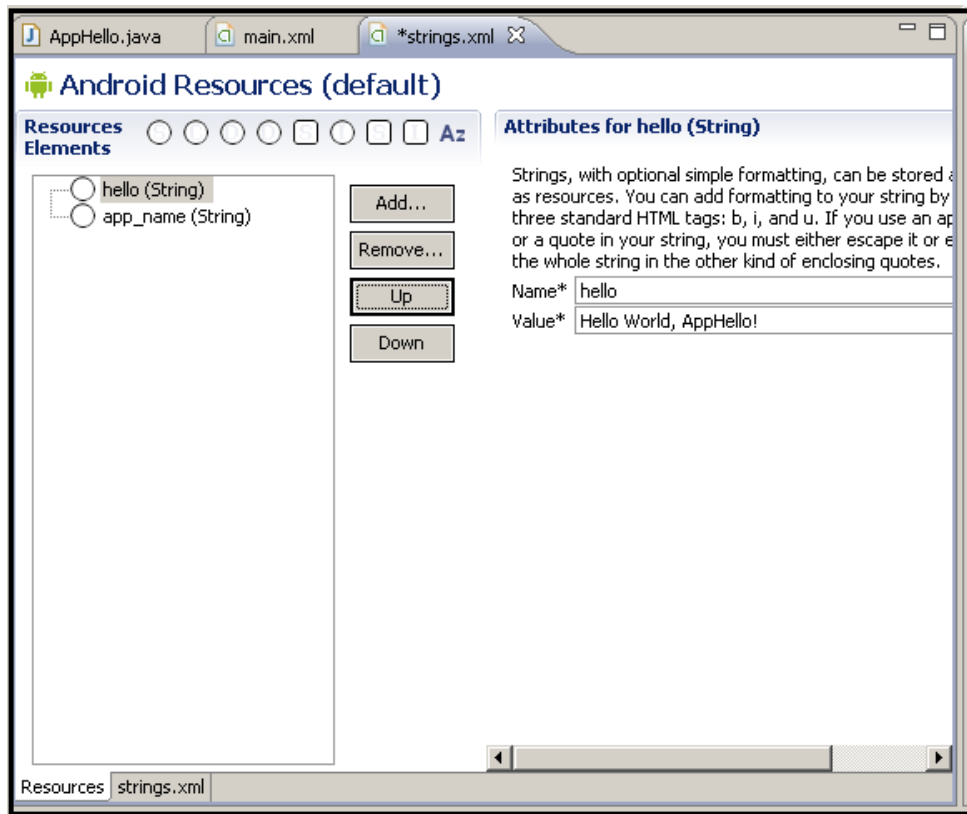 AppHello.java
main.xml
*strings.xml
Android Resources (default)
Resources
Elements
Az
hello (String)
app_name (String)
Add...
Remove...
Up
Down
Attributes for hello (String)
Strings, with optional simple formatting, can be stored
as resources. You can add formatting to your string by
three standard HTML tags: b, i, and u. If you use an
or a quote in your string, you must either escape it or
the whole string in the other kind of enclosing quotes.
Name* hello
Value* Hello World, AppHello!
Resources strings.xml